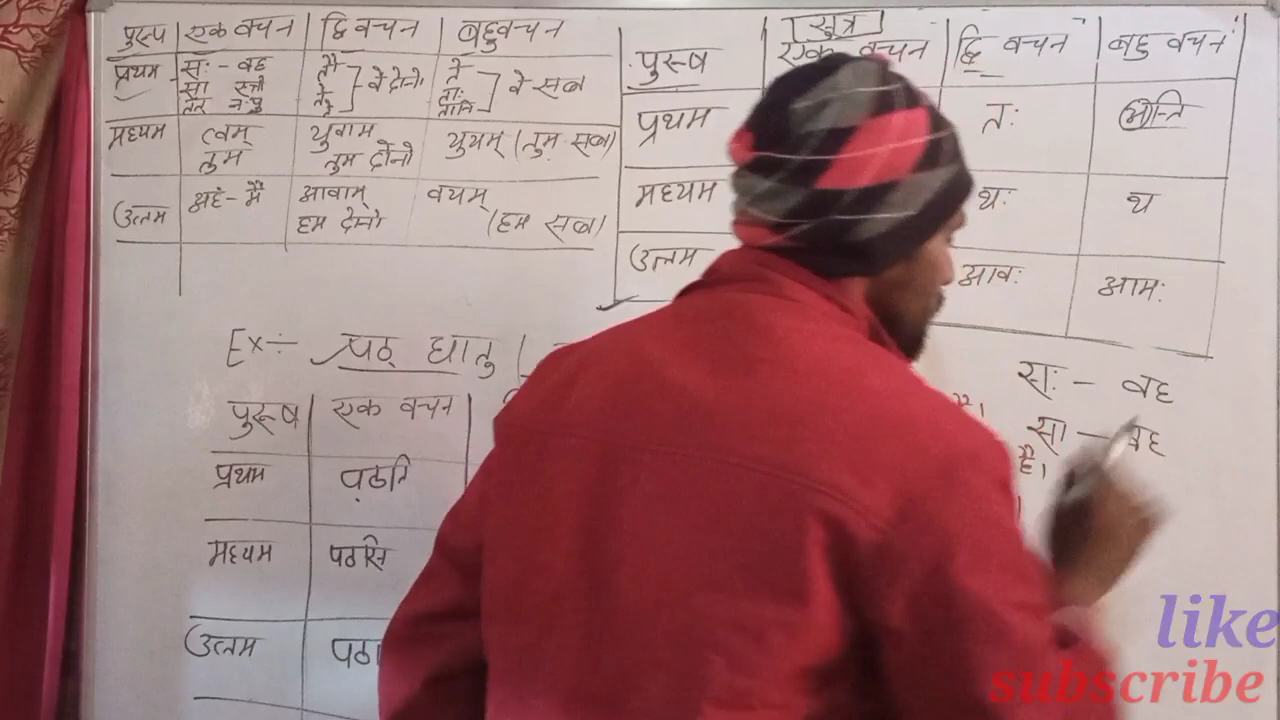 पुरुष एक वचन द्वि वचन बहुवचन
प्रथम सः - वह तौ ते
सा स्त्री ते ताः वे दोनो वे सब
तत् नःपु ते तानि
मध्यम त्वम् युवाम युयम् (तुम सब)
तुम तुम दोनो
उत्तम अहं - मै आवाम् वयम्
हम दोनो (हम सब)
सूत्र
पुरुष एक वचन द्वि वचन बहु वचन
प्रथम तः अन्ति
मध्यम थः थ
उत्तम आवः आमः
Ex÷ पठ् धातु (
पुरूष एक वचन
प्रथम पठति
मध्यम पठसि
उत्तम पठा
सः - वह
सा - वह
है।
like
subscribe